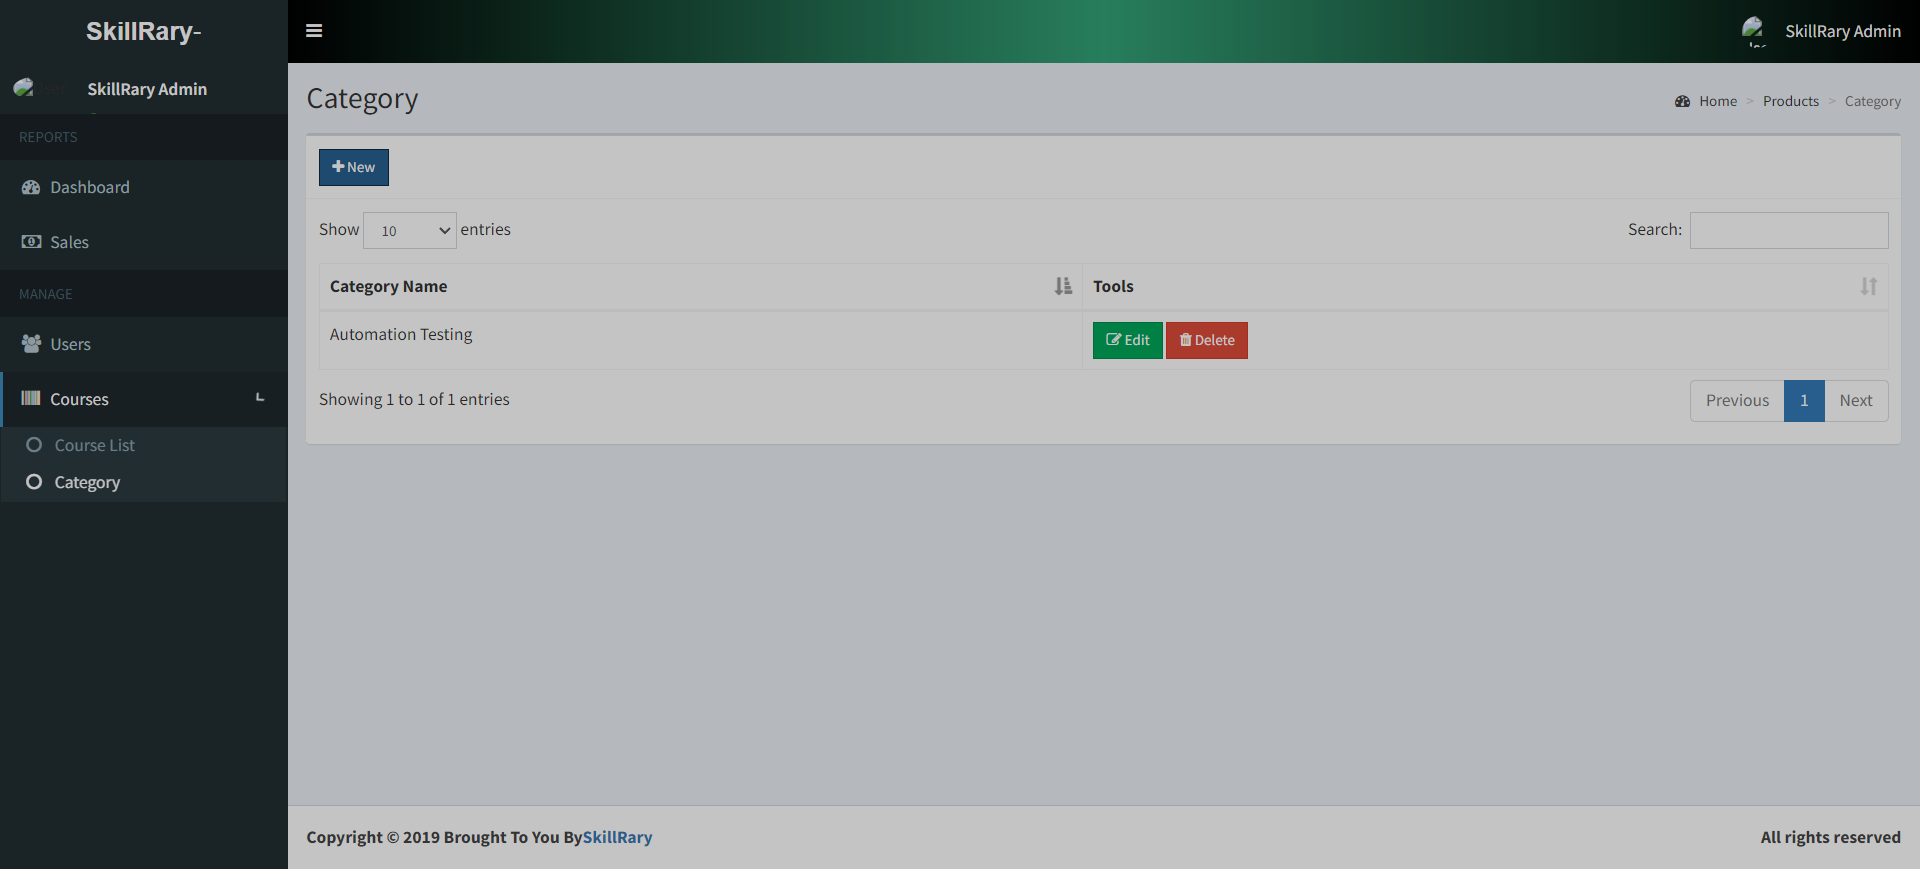 SkillRary-
SkillRary Admin
SkillRary Admin
REPORTS
Dashboard
Sales
MANAGE
Users
Courses
Course List
Category
Category
Home > Products > Category
New
Show 10 entries
Search:
Category Name
Tools
Automation Testing
Edit
Delete
Showing 1 to 1 of 1 entries
Previous
1
Next
Copyright © 2019 Brought To You BySkillRary
All rights reserved